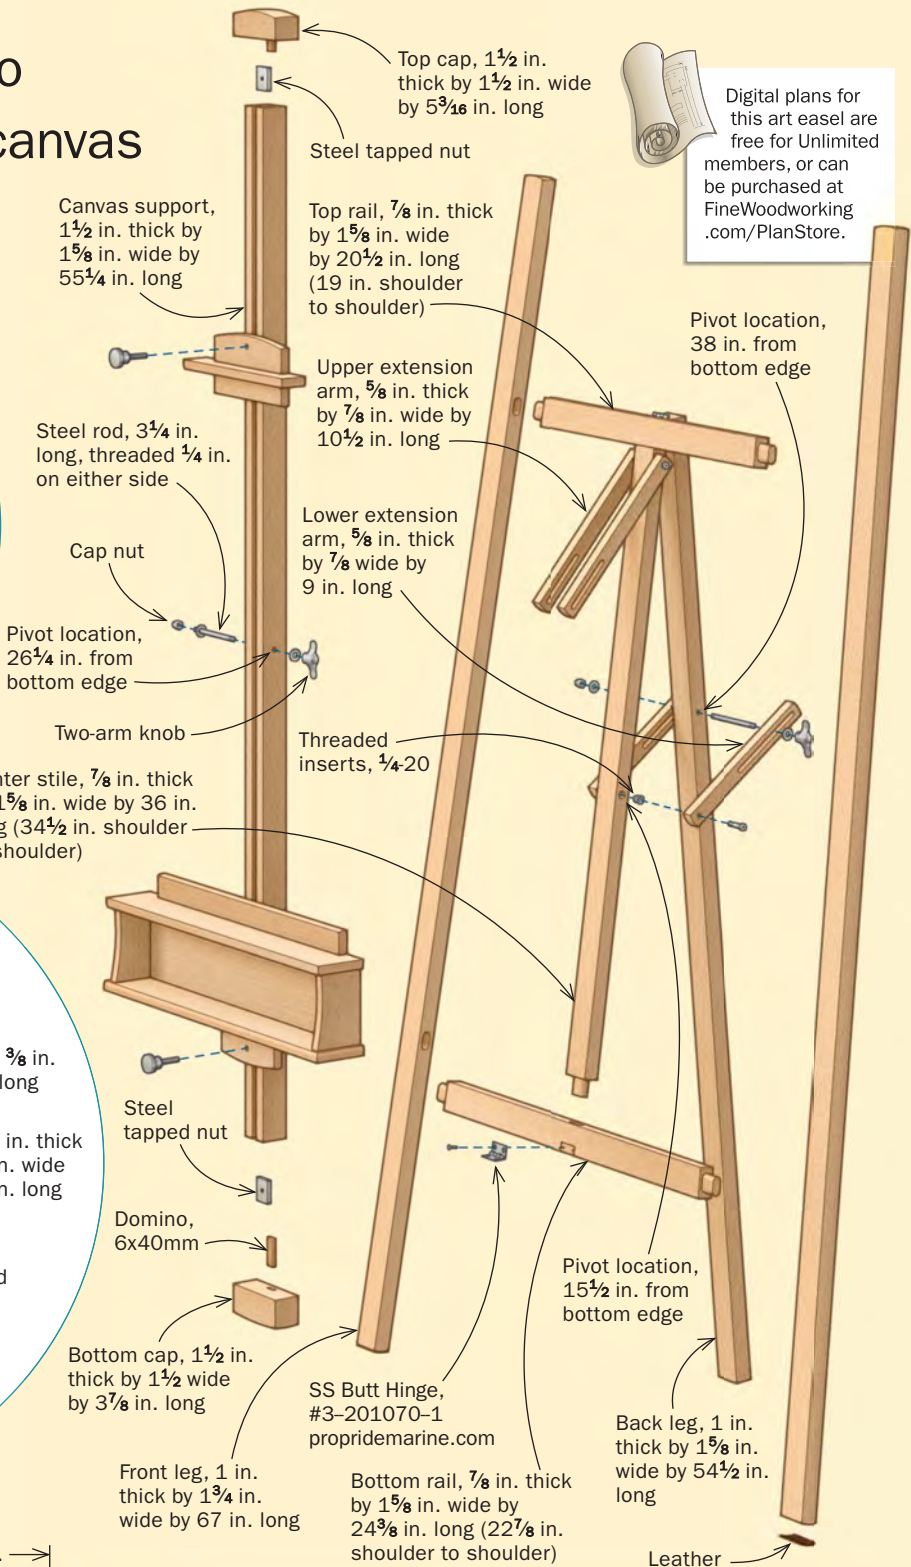 o
canvas
Top cap, 1½ in.
thick by 1½ in. wide
by 5³⁄₁₆ in. long
Steel tapped nut
Digital plans for
this art easel are
free for Unlimited
members, or can
be purchased at
FineWoodworking
.com/PlanStore.
Canvas support,
1½ in. thick by
1⅝ in. wide by
55¼ in. long
Top rail, ⅞ in. thick
by 1⅝ in. wide
by 20½ in. long
(19 in. shoulder
to shoulder)
Pivot location,
38 in. from
bottom edge
Upper extension
arm, ⅝ in. thick
by ⅞ in. wide by
10½ in. long
Steel rod, 3¼ in.
long, threaded ¼ in.
on either side
Lower extension
arm, ⅝ in. thick
by ⅞ wide by
9 in. long
Cap nut
Pivot location,
26¼ in. from
bottom edge
Two-arm knob
Threaded
inserts, ¼-20
nter stile, ⅞ in. thick
1⅝ in. wide by 36 in.
g (34½ in. shoulder
shoulder)
⅜ in.
long
in. thick
n. wide
n. long
d
Steel
tapped nut
Domino,
6x40mm
Pivot location,
15½ in. from
bottom edge
Bottom cap, 1½ in.
thick by 1½ wide
by 3⅞ in. long
SS Butt Hinge,
#3–201070–1
propridemarine.com
Back leg, 1 in.
thick by 1⅝ in.
wide by 54½ in.
long
Front leg, 1 in.
thick by 1¾ in.
wide by 67 in. long
Bottom rail, ⅞ in. thick
by 1⅝ in. wide by
24⅜ in. long (22⅞ in.
shoulder to shoulder)
Leather